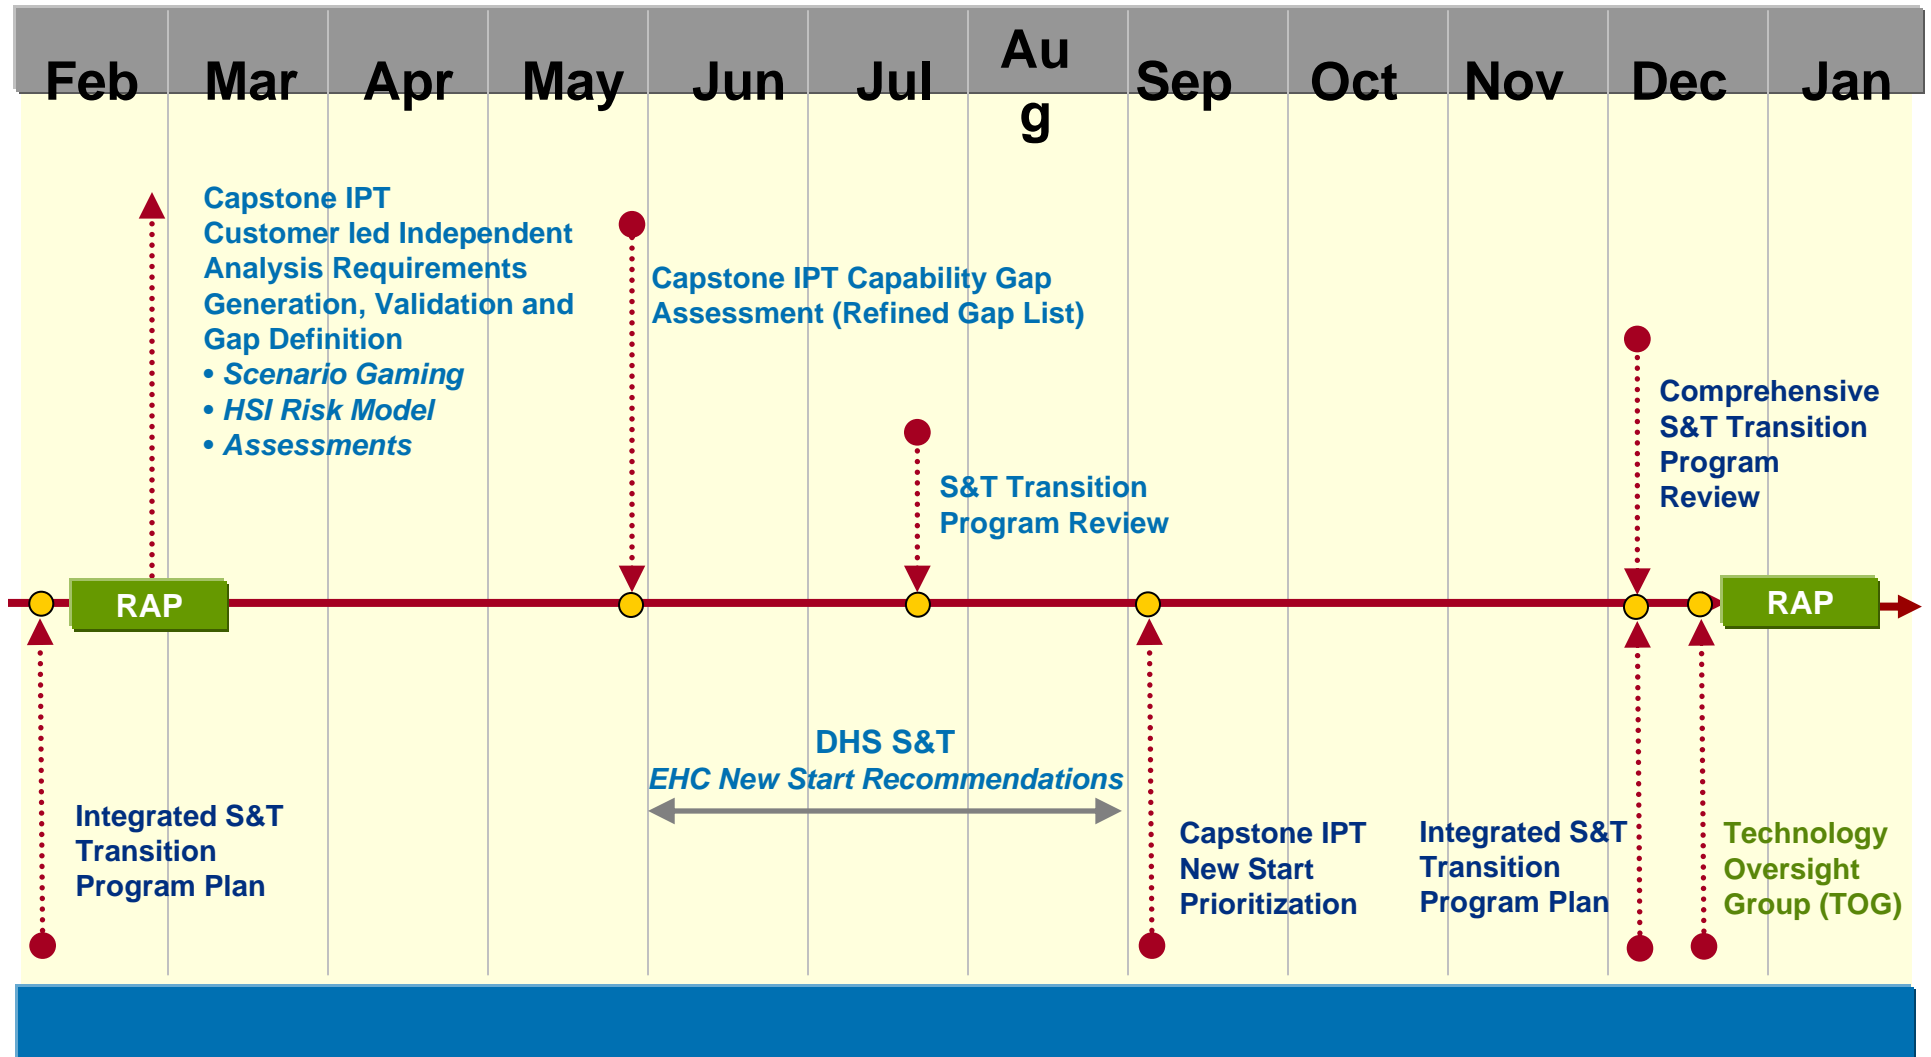 Feb
Mar
Apr
May
Jun
Jul
Au
g
Sep
Oct
Nov
Dec
Jan
Capstone IPT
Customer led Independent
Analysis Requirements
Generation, Validation and
Gap Definition
• Scenario Gaming
• HSI Risk Model
• Assessments
Capstone IPT Capability Gap
Assessment (Refined Gap List)
S&T Transition
Program Review
Comprehensive
S&T Transition
Program
Review
RAP
RAP
DHS S&T
EHC New Start Recommendations
Integrated S&T
Transition
Program Plan
Capstone IPT
New Start
Prioritization
Integrated S&T
Transition
Program Plan
Technology
Oversight
Group (TOG)